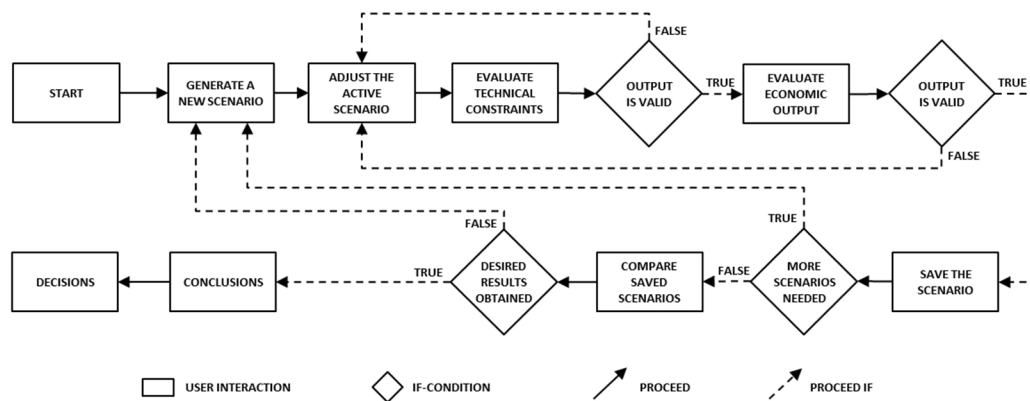 START
GENERATE A
NEW SCENARIO
ADJUST THE
ACTIVE
SCENARIO
EVALUATE
TECHNICAL
CONSTRAINTS
FALSE
OUTPUT
IS VALID
TRUE
EVALUATE
ECONOMIC
OUTPUT
OUTPUT
IS VALID
TRUE
FALSE
DECISIONS
CONCLUSIONS
TRUE
FALSE
DESIRED
RESULTS
OBTAINED
COMPARE
SAVED
SCENARIOS
FALSE
TRUE
MORE
SCENARIOS
NEEDED
SAVE THE
SCENARIO
USER INTERACTION
IF-CONDITION
PROCEED
PROCEED IF